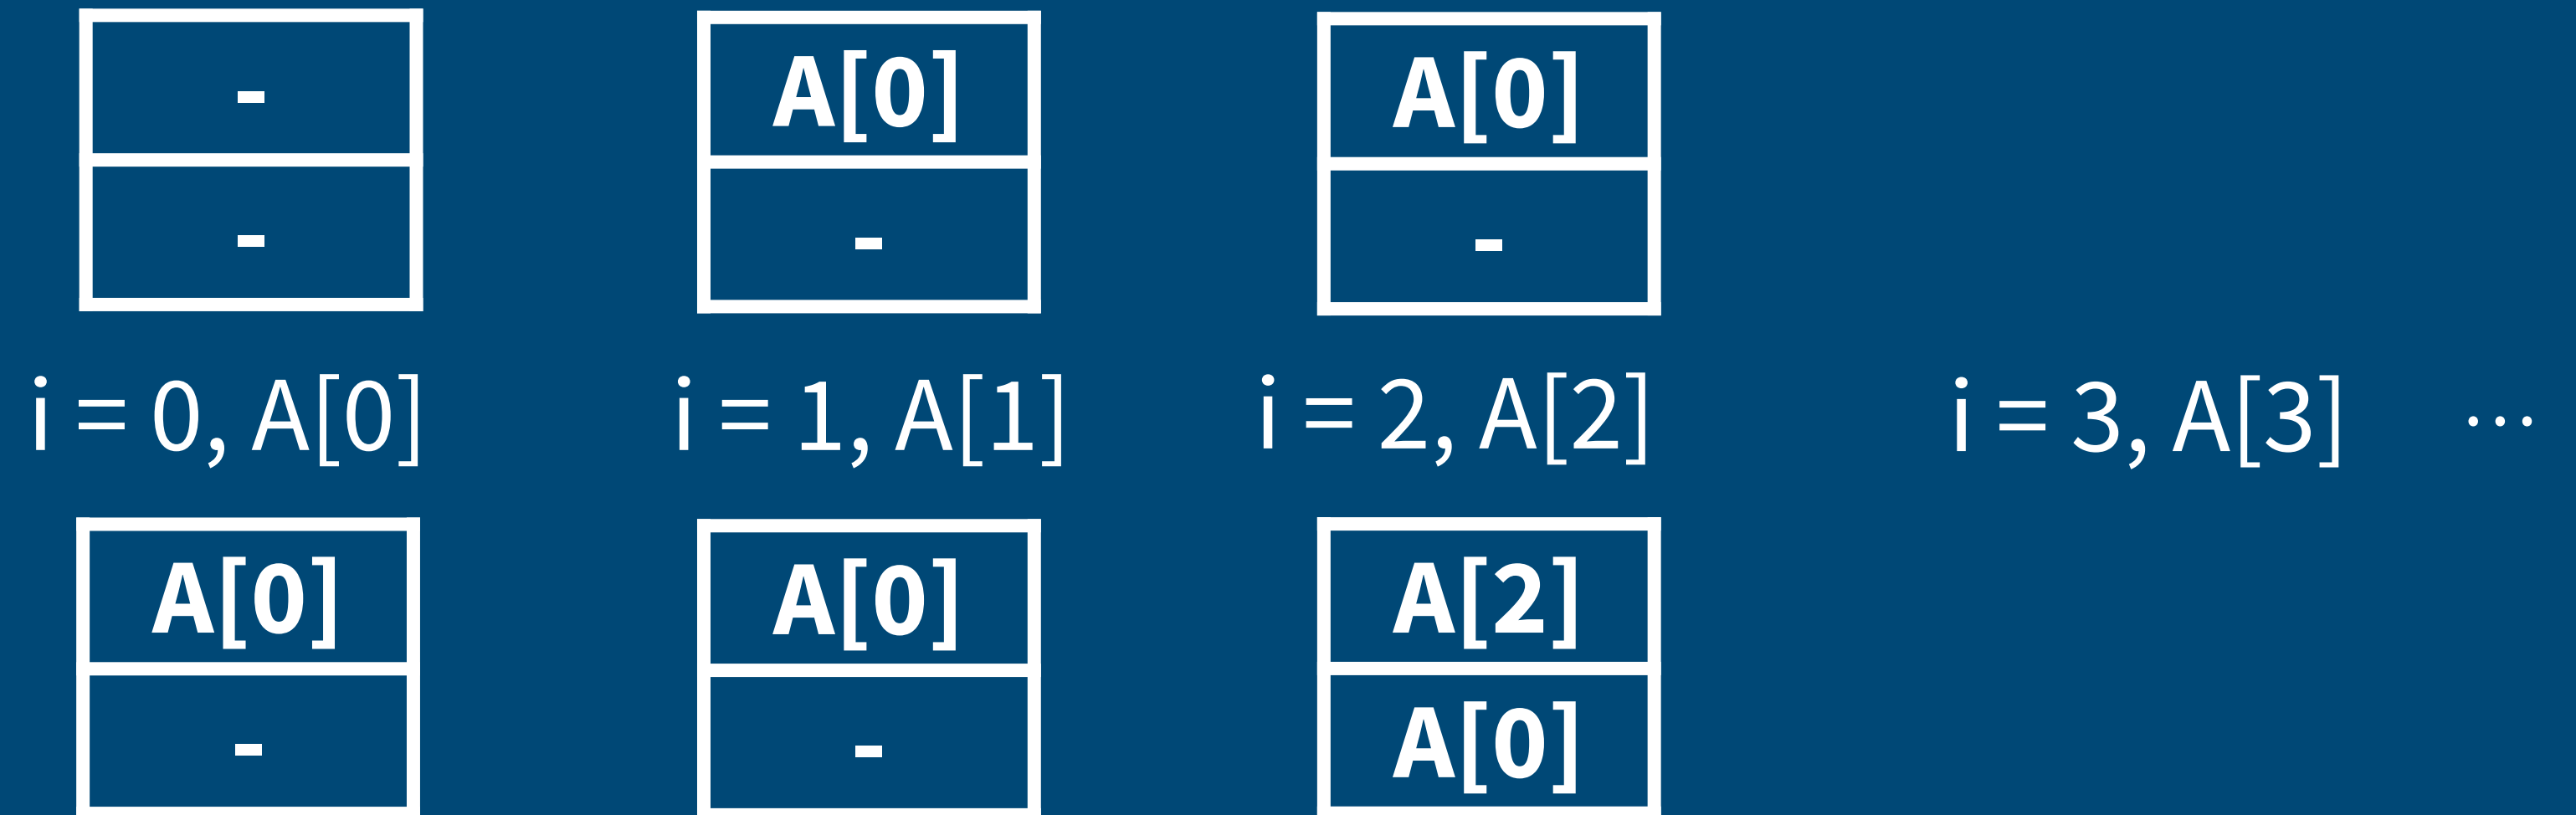 - A[0] A[0]
- - -
i = 0, A[0] i = 1, A[1] i = 2, A[2] i = 3, A[3] ...
A[0] A[0] A[2]
- - A[0]